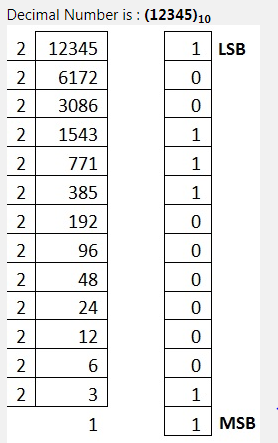 Decimal Number is : (12345)₁₀
2 12345 1 LSB
2 6172 0
2 3086 0
2 1543 1
2 771 1
2 385 1
2 192 0
2 96 0
2 48 0
2 24 0
2 12 0
2 6 0
2 3 1
1 1 MSB